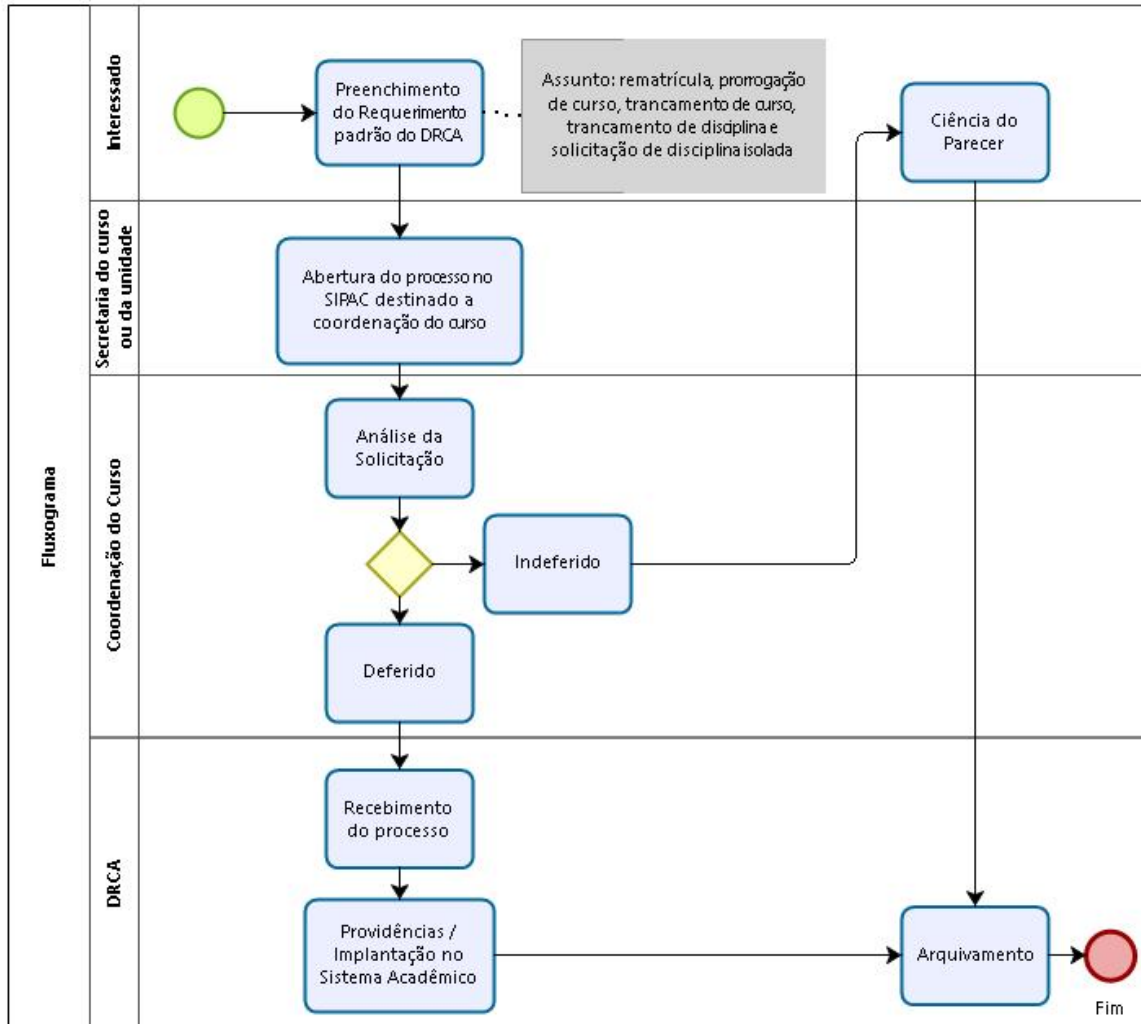 Fluxograma
Interessado
Preenchimento
do Requerimento
padrão do DRCA
Assunto: rematrícula, prorrogação
de curso, trancamento de curso,
trancamento de disciplina e
solicitação de disciplina isolada
Ciência do
Parecer
Secretaria do curso
ou da unidade
Abertura do processo no
SIPAC destinado a
coordenação do curso
Coordenação do Curso
Análise da
Solicitação
Indeferido
Deferido
DRCA
Recebimento
do processo
Providências /
Implantação no
Sistema Acadêmico
Arquivamento
Fim